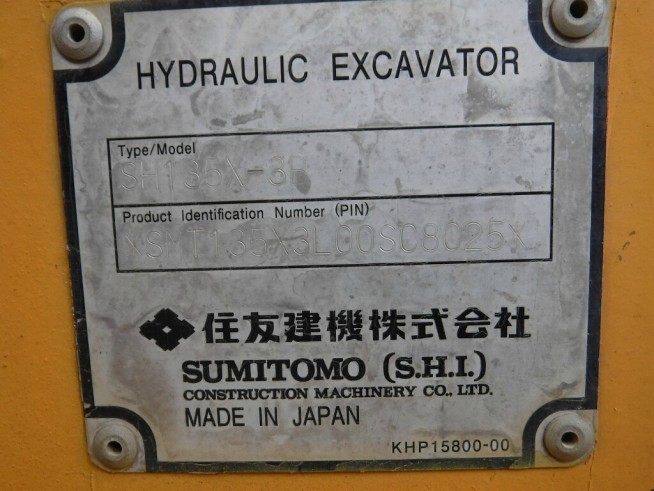 HYDRAULIC EXCAVATOR
Type/Model
SH135X-3B
Product Identification Number (PIN)
住友建機株式会社
SUMITOMO (S.H.I.)
CONSTRUCTION MACHINERY CO., LTD.
MADE IN JAPAN
KHP15800-00